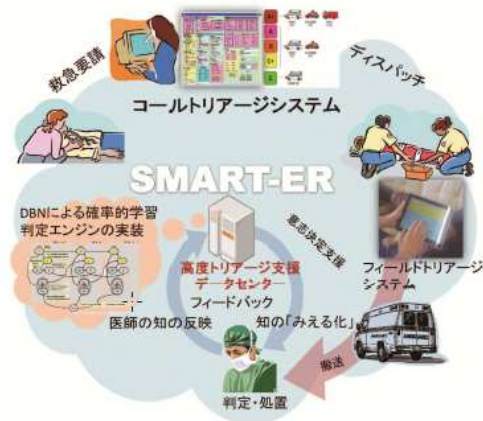 救急要請
ディスパッチ
コールトリアージシステム
SMART-ER
DBNによる確率的学習
判定エンジンの実装
意志決定支援
高度トリアージ支援
データセンター
フィールドトリアージ
システム
フィードバック
医師の知の反映
知の「みえる化」
搬送
判定・処置